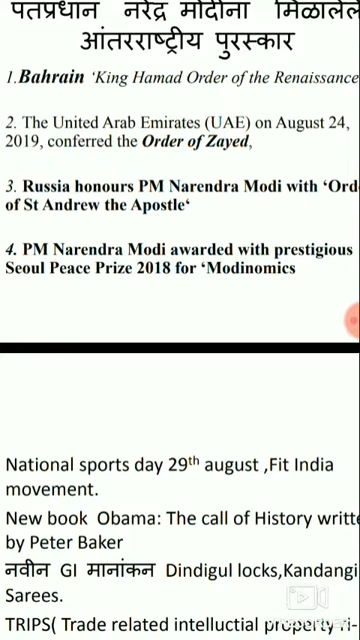 पतप्रधान नरेंद्र मोदींना मिळालेले
आंतरराष्ट्रीय पुरस्कार
1.Bahrain ‘King Hamad Order of the Renaissance
2. The United Arab Emirates (UAE) on August 24,
2019, conferred the Order of Zayed,
3. Russia honours PM Narendra Modi with ‘Ord
of St Andrew the Apostle‘
4. PM Narendra Modi awarded with prestigious
Seoul Peace Prize 2018 for ‘Modinomics
National sports day 29th august ,Fit India
movement.
New book Obama: The call of History writte
by Peter Baker
नवीन GI मानांकन Dindigul locks,Kandangi
Sarees.
TRIPS( Trade related intellectial property ri-